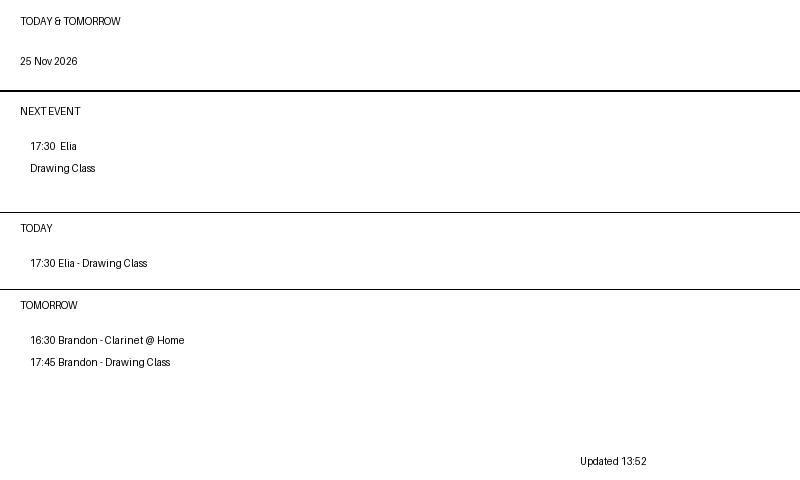 TODAY & TOMORROW
25 Nov 2026
NEXT EVENT
17:30 Elia
Drawing Class
TODAY
17:30 Elia - Drawing Class
TOMORROW
16:30 Brandon - Clarinet @ Home
17:45 Brandon - Drawing Class
Updated 13:52